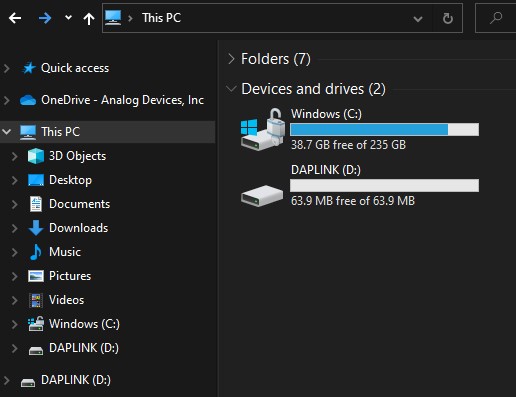 This PC
Quick access
OneDrive - Analog Devices, Inc
This PC
3D Objects
Desktop
Documents
Downloads
Music
Pictures
Videos
Windows (C:)
DAPLINK (D:)
DAPLINK (D:)
Folders (7)
Devices and drives (2)
Windows (C:)
38.7 GB free of 235 GB
DAPLINK (D:)
63.9 MB free of 63.9 MB